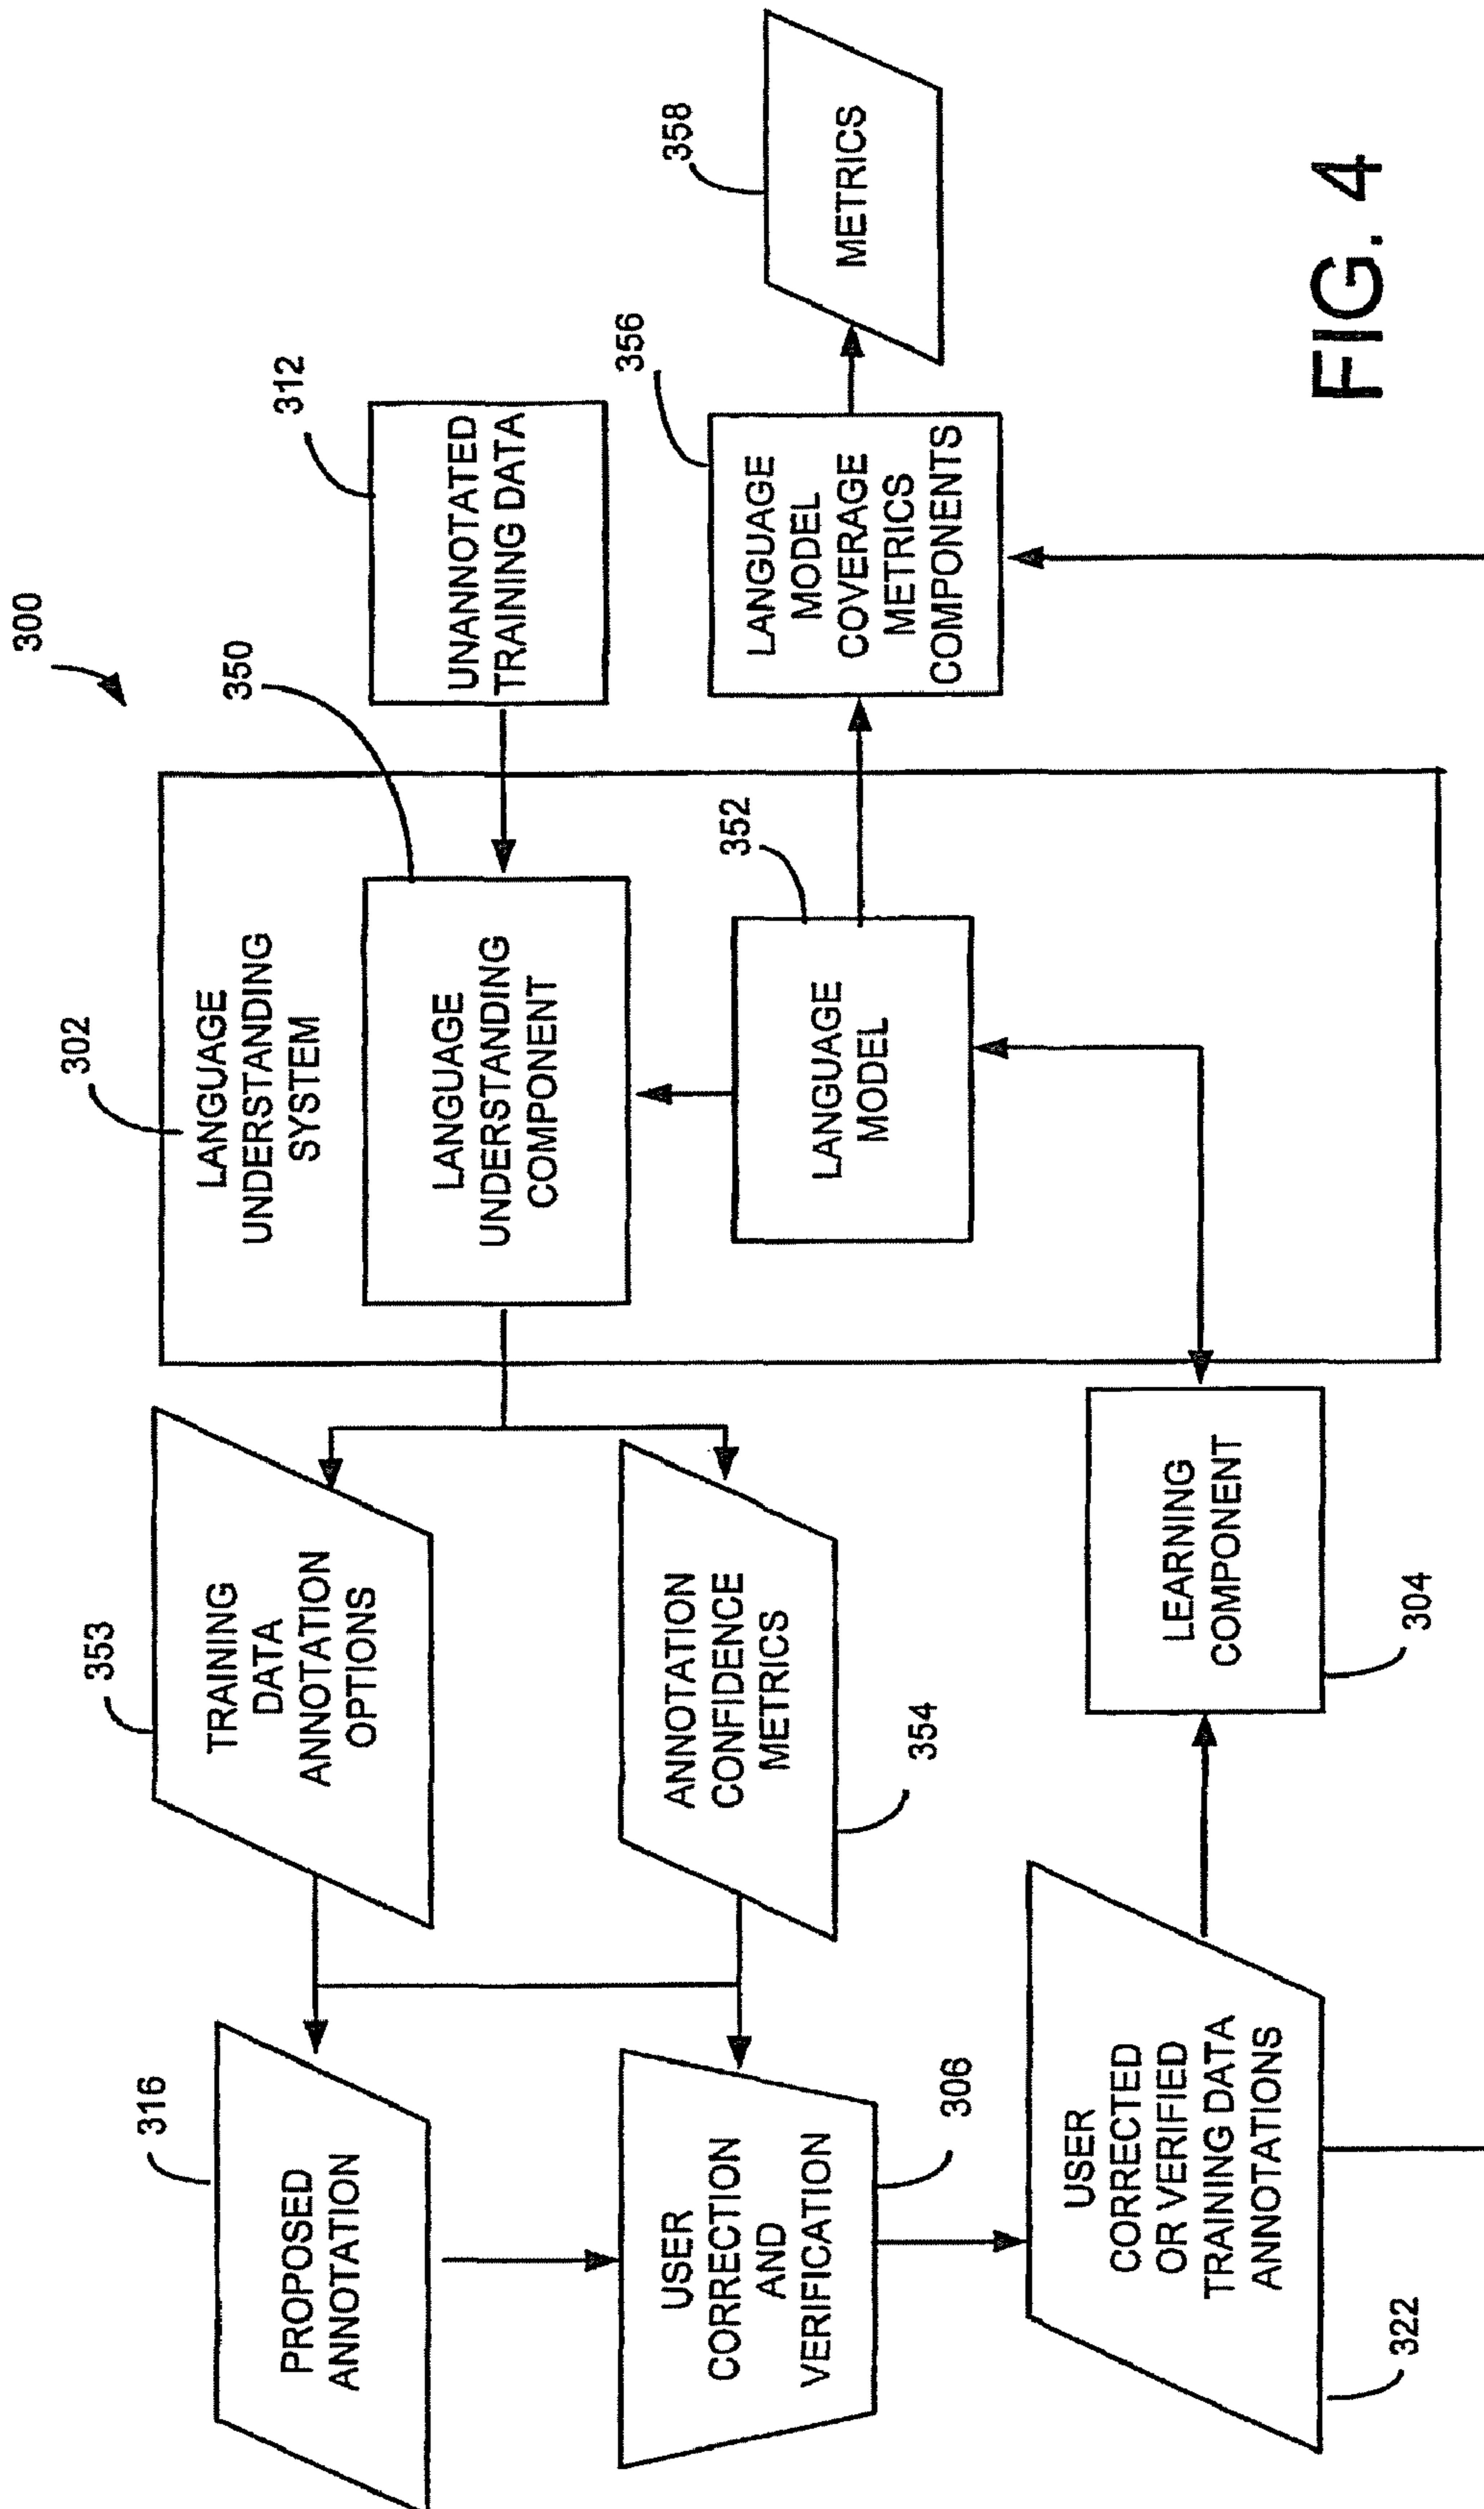 300
302
LANGUAGE
UNDERSTANDING
SYSTEM
350
LANGUAGE
UNDERSTANDING
COMPONENT
312
UNANNOTATED
TRAINING DATA
352
LANGUAGE
MODEL
356
LANGUAGE
MODEL
COVERAGE
METRICS
COMPONENTS
358
METRICS
353
TRAINING
DATA
ANNOTATION
OPTIONS
ANNOTATION
CONFIDENCE
METRICS
354
316
PROPOSED
ANNOTATION
USER
CORRECTION
AND
VERIFICATION
306
USER
CORRECTED
OR VERIFIED
TRAINING DATA
ANNOTATIONS
322
LEARNING
COMPONENT
304
FIG. 4